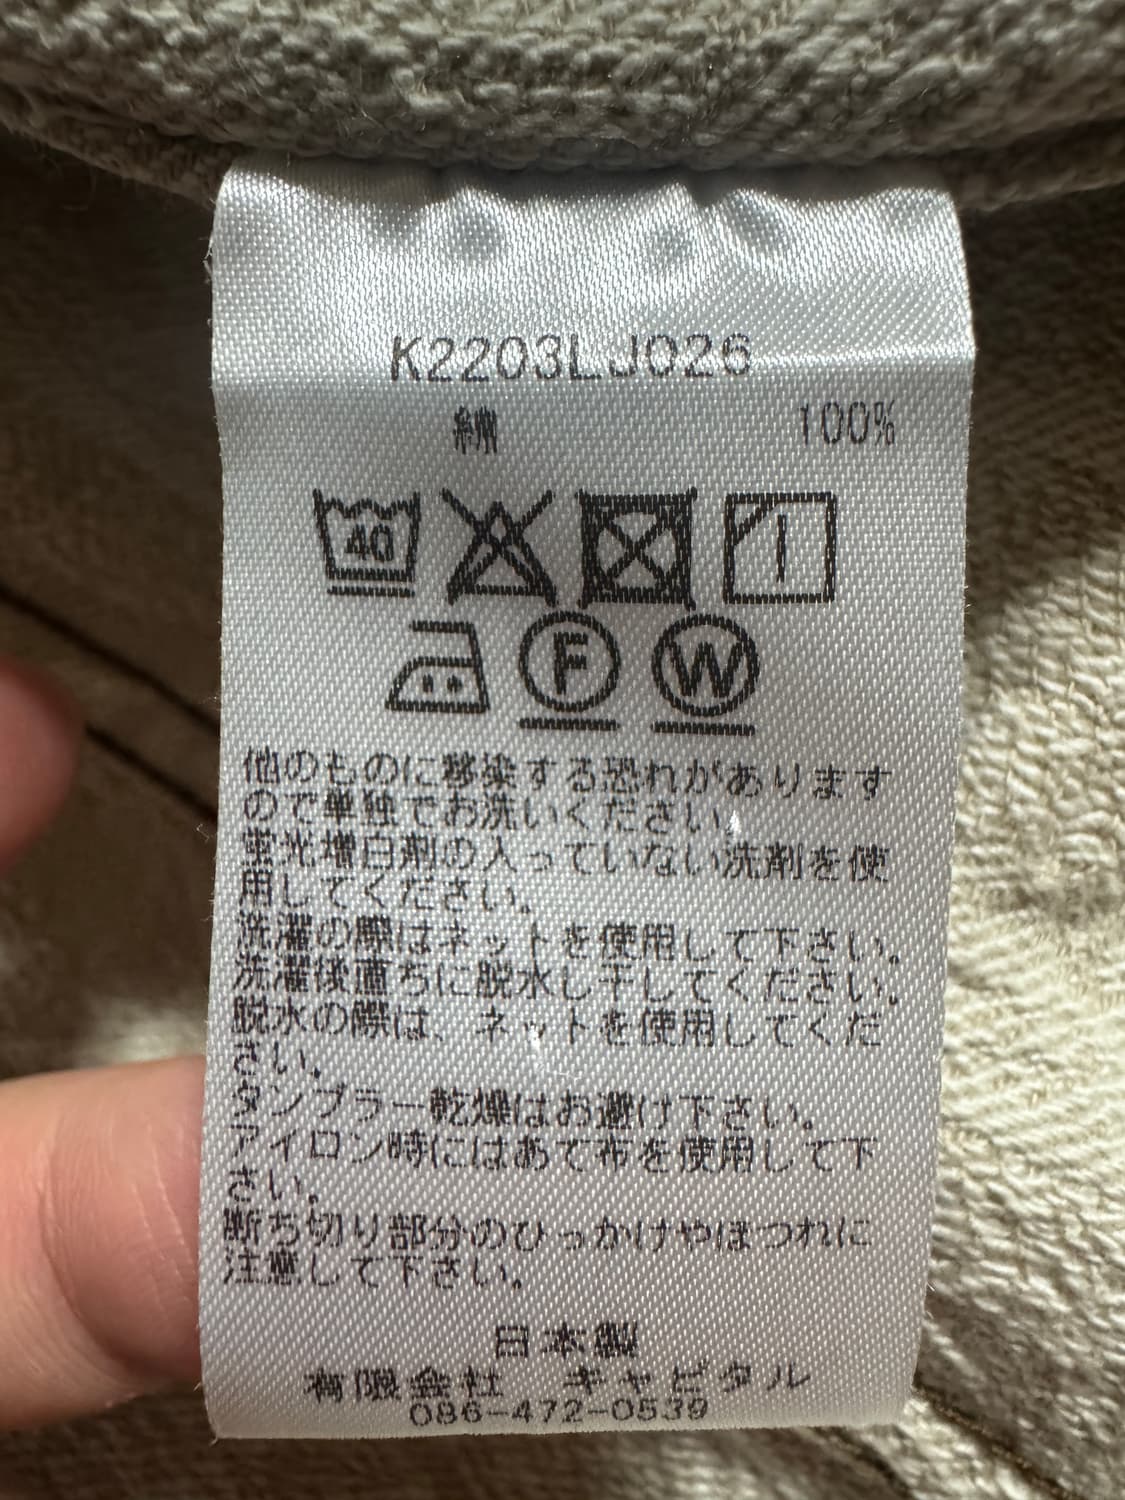 K2203LJ026
綿 100%
40
F W
他のものに移染する恐れがあります
ので単独でお洗いください。
蛍光増白剤の入っていない洗剤を使
用してください。
洗濯の際はネットを使用して下さい。
洗濯後直ちに脱水し干してください。
脱水の際は、ネットを使用してくだ
さい。
タンブラー乾燥はお避け下さい。
アイロン時にはあて布を使用して下
さい。
断ち切り部分のひっかけやほつれに
注意して下さい。
日本製
有限会社 キャピタル
086-472-0539